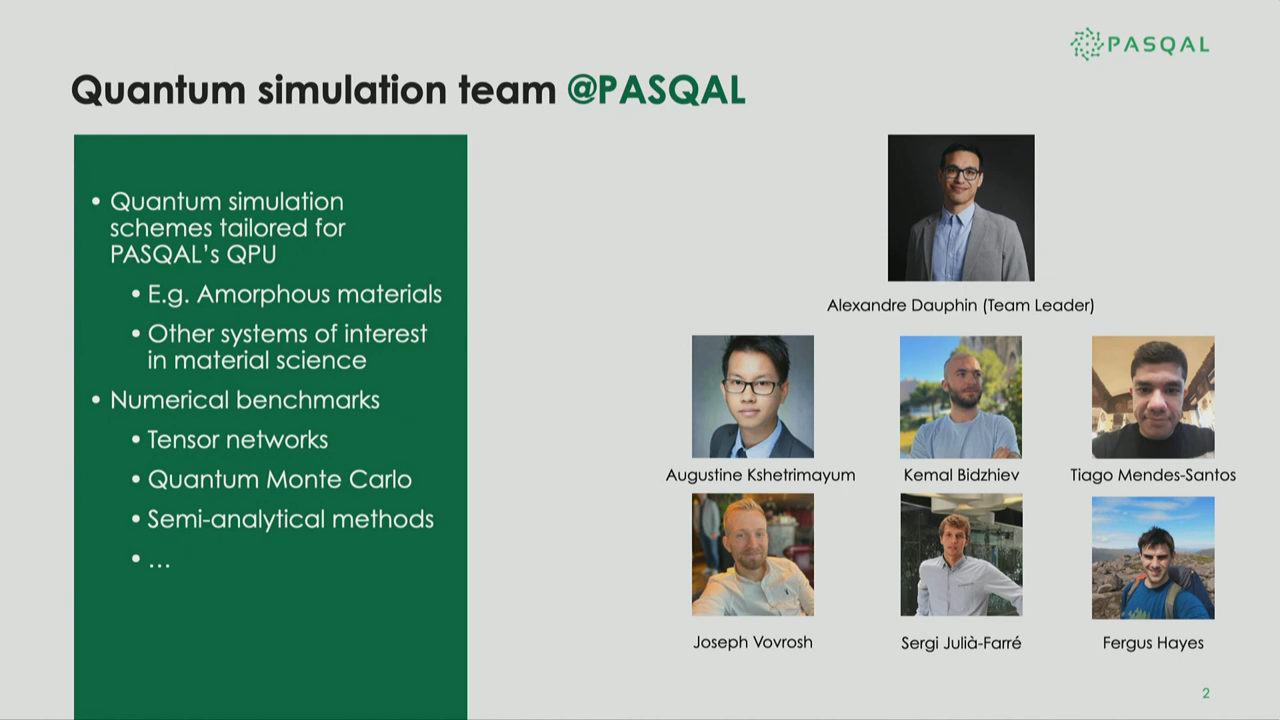 PASQAL
Quantum simulation team @PASQAL
• Quantum simulation
schemes tailored for
PASQAL's QPU
• E.g. Amorphous materials
• Other systems of interest
in material science
• Numerical benchmarks
• Tensor networks
• Quantum Monte Carlo
• Semi-analytical methods
• ...
Alexandre Dauphin (Team Leader)
Augustine Kshetrimayum
Kemal Bidzhiev
Tiago Mendes-Santos
Joseph Vovrosh
Sergi Julià-Farré
Fergus Hayes
2